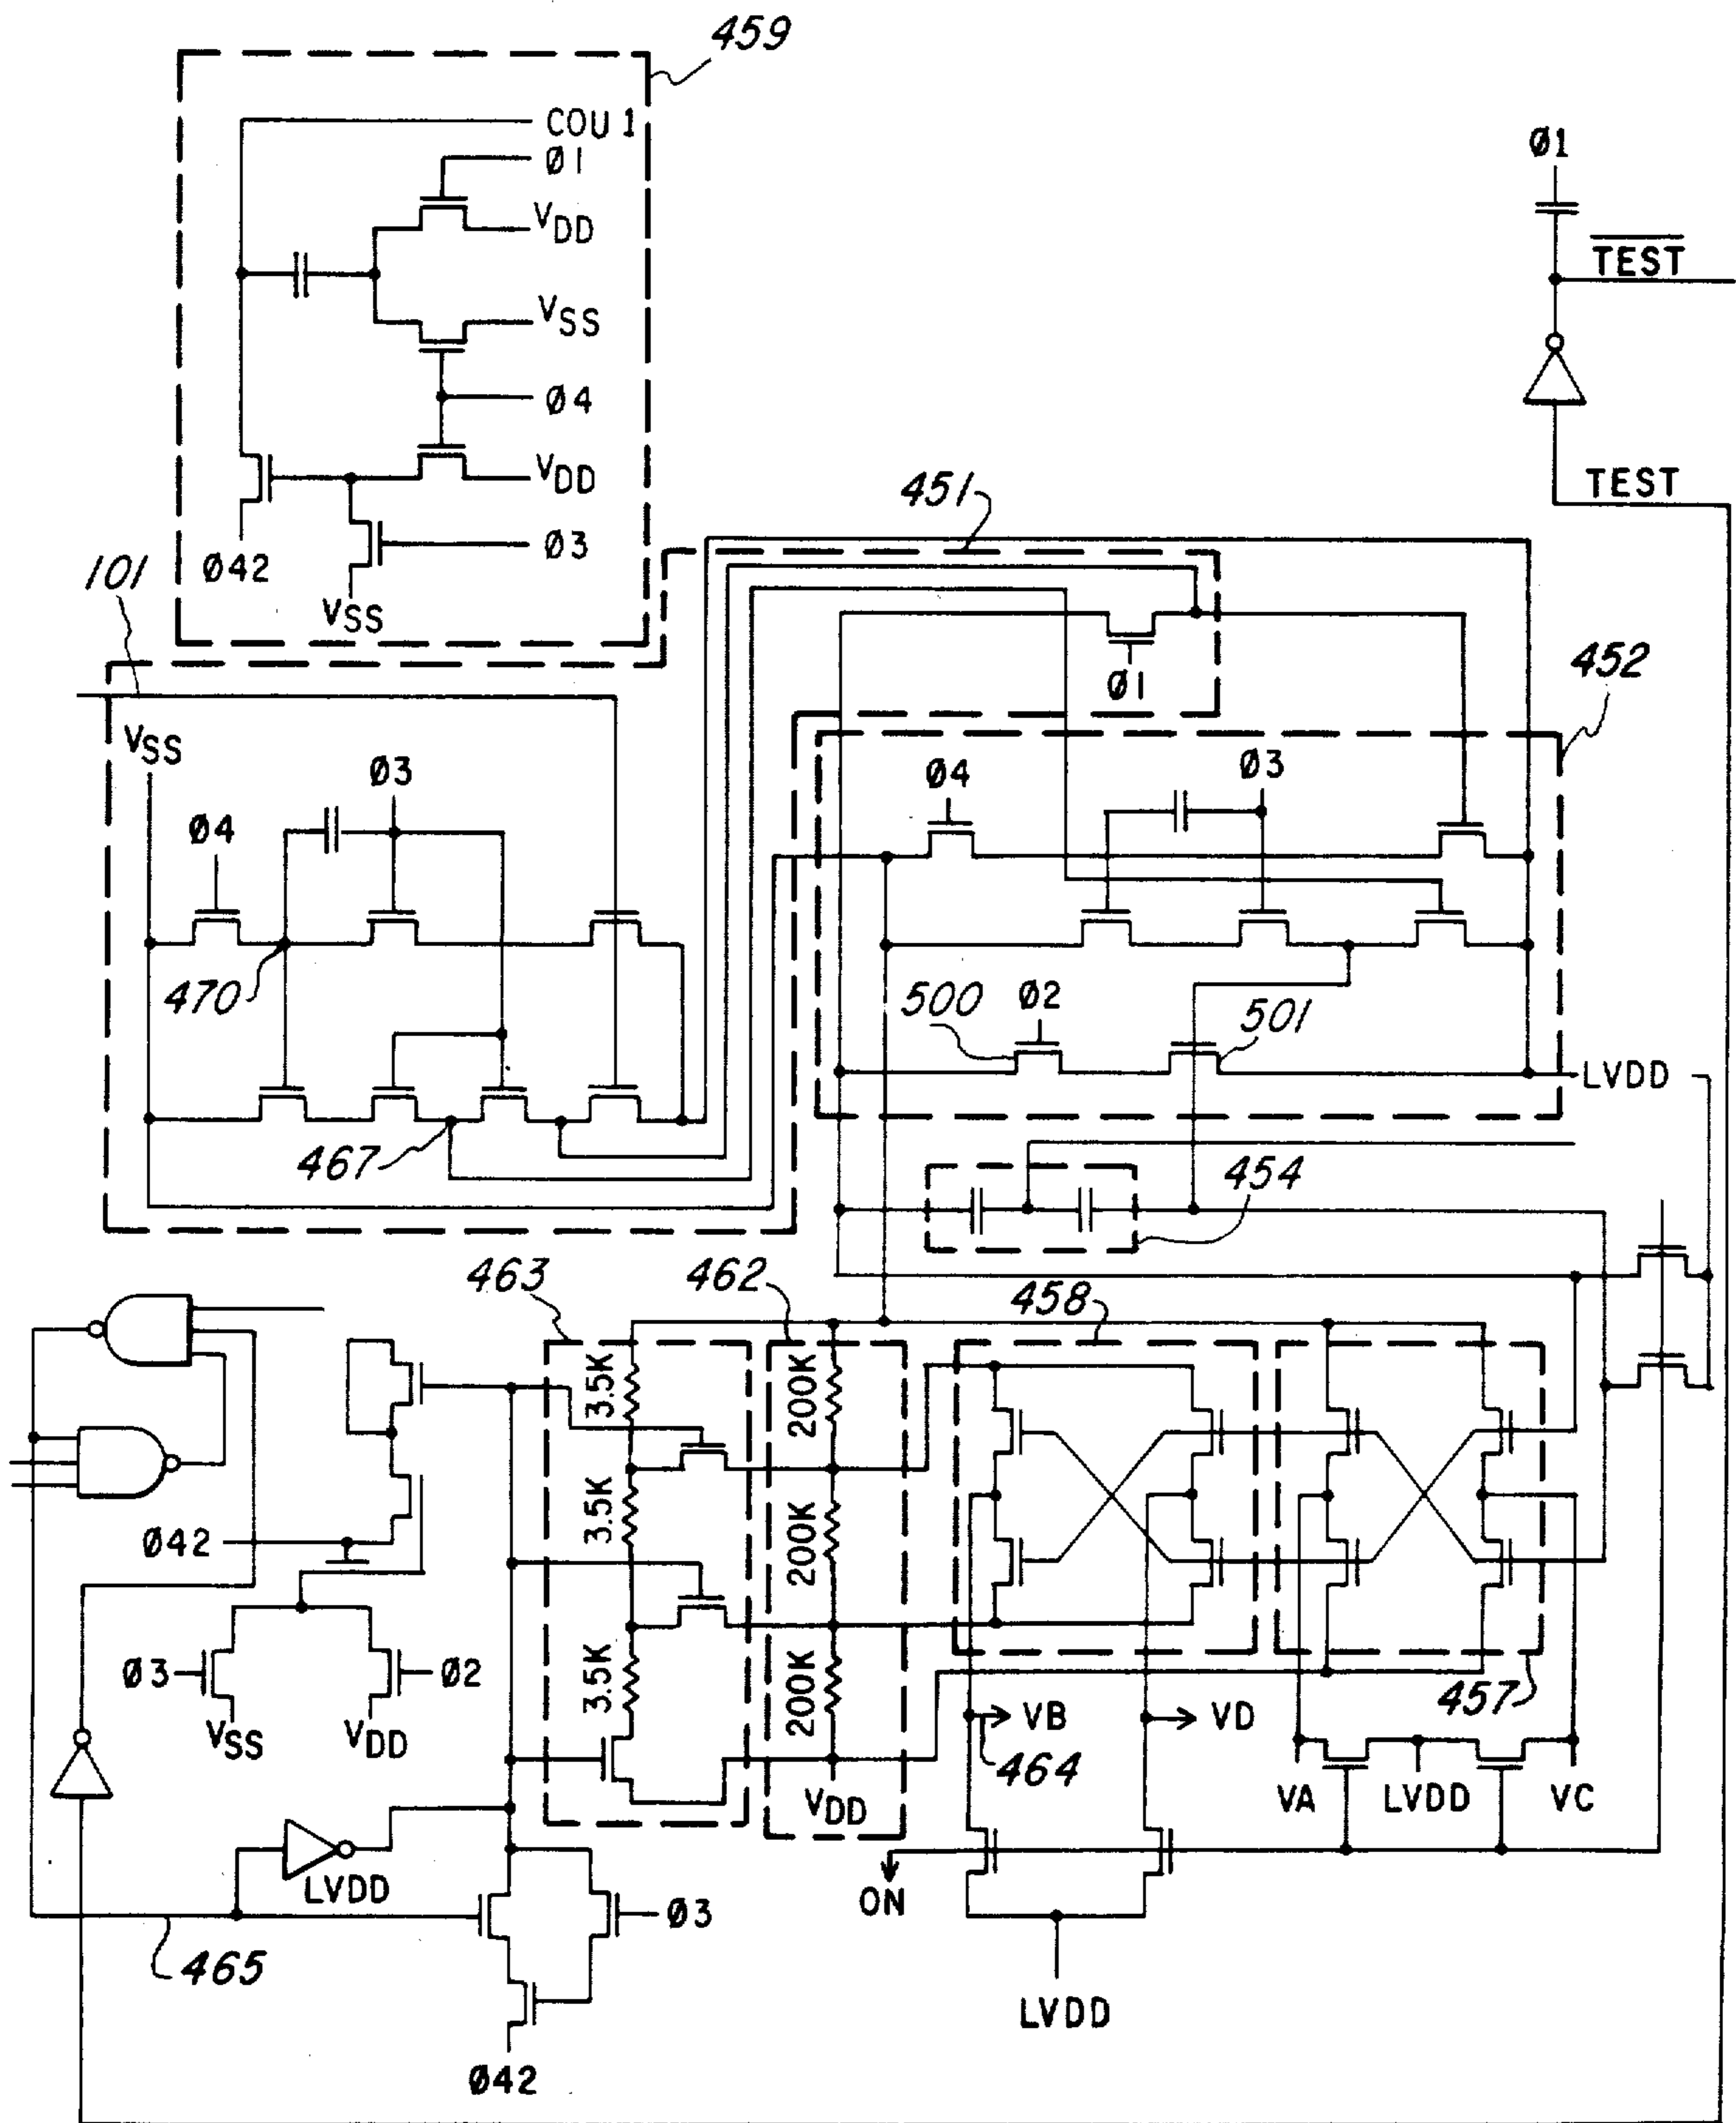 459
COU 1
Ø1
VDD
VSS
Ø4
VDD
Ø3
Ø42
VSS
Ø1
TEST
TEST
451
101
Ø1
452
VSS
Ø4
Ø3
Ø4
Ø3
470
500
Ø2
501
LVDD
467
454
463
462
458
3.5K
200K
3.5K
200K
3.5K
200K
Ø42
Ø3
Ø2
VSS
VDD
VB
VD
457
464
VDD
VA
LVDD
VC
LVDD
ON
Ø3
465
LVDD
Ø42